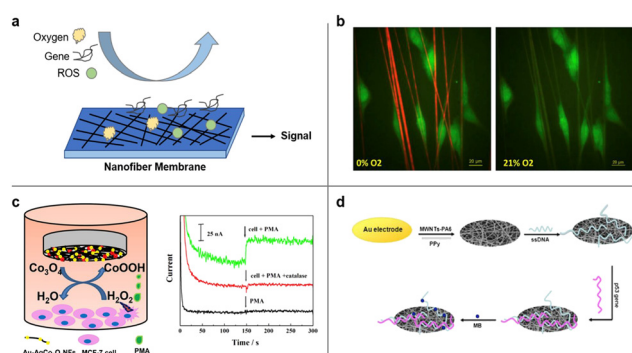 a
Oxygen
Gene
ROS
Signal
Nanofiber Membrane
b
0% O2
20 µm
21% O2
20 µm
c
Co3O4
CoOOH
H2O
H2O2
Au-AgCo3O4 NFs
MCF-7 cell
PMA
25 nA
cell + PMA
cell + PMA +catalase
PMA
Current
0
50
100
150
200
250
300
Time / s
d
Au electrode
MWNTs-PA6
PPy
ssDNA
p53 gene
MB